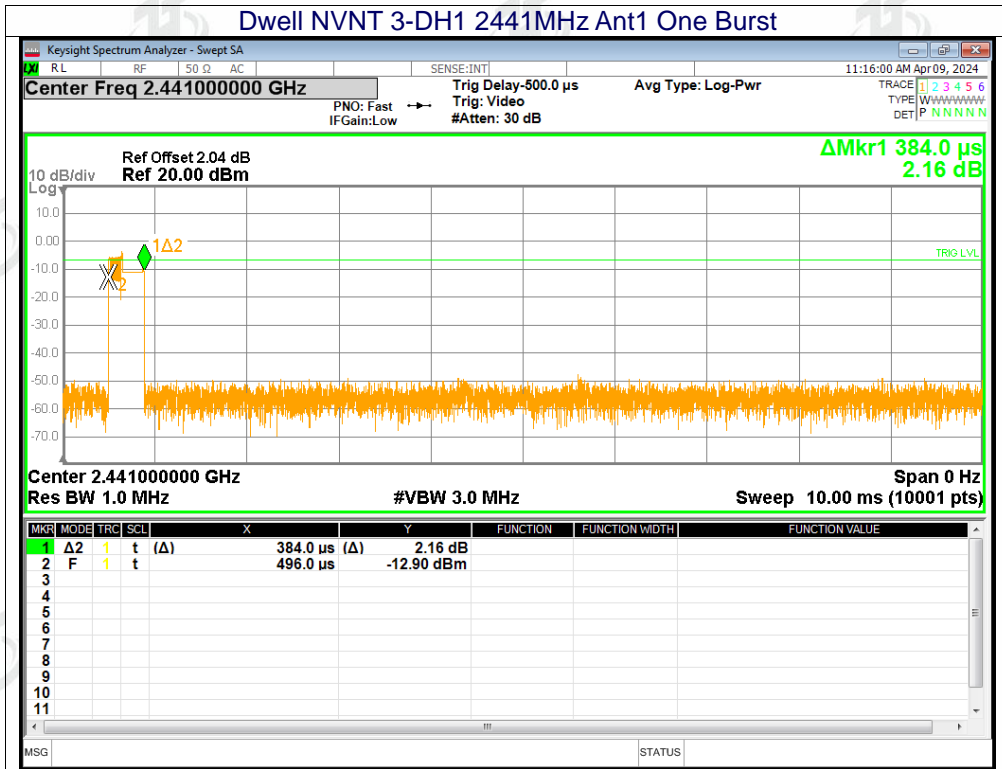 Dwell NVNT 3-DH1 2441MHz Ant1 One Burst
Keysight Spectrum Analyzer - Swept SA
LXI RL RF 50 Ω AC SENSE:INT 11:16:00 AM Apr 09, 2024
Center Freq 2.441000000 GHz Trig Delay-500.0 µs Avg Type: Log-Pwr TRACE 1 2 3 4 5 6
PNO: Fast Trig: Video TYPE WWWWWWW
IFGain:Low #Atten: 30 dB DET P N N N N N
ΔMkr1 384.0 µs
Ref Offset 2.04 dB
10 dB/div Ref 20.00 dBm 2.16 dB
Log
10.0
0.00
1Δ2
TRIG LVL
-10.0
2
-20.0
-30.0
-40.0
-50.0
-60.0
-70.0
Center 2.441000000 GHz Span 0 Hz
Res BW 1.0 MHz #VBW 3.0 MHz Sweep 10.00 ms (10001 pts)
MKR MODE TRC SCL X Y FUNCTION FUNCTION WIDTH FUNCTION VALUE
1 Δ2 1 t (Δ) 384.0 µs (Δ) 2.16 dB
2 F 1 t 496.0 µs -12.90 dBm
3
4
5
6
7
8
9
10
11
MSG STATUS